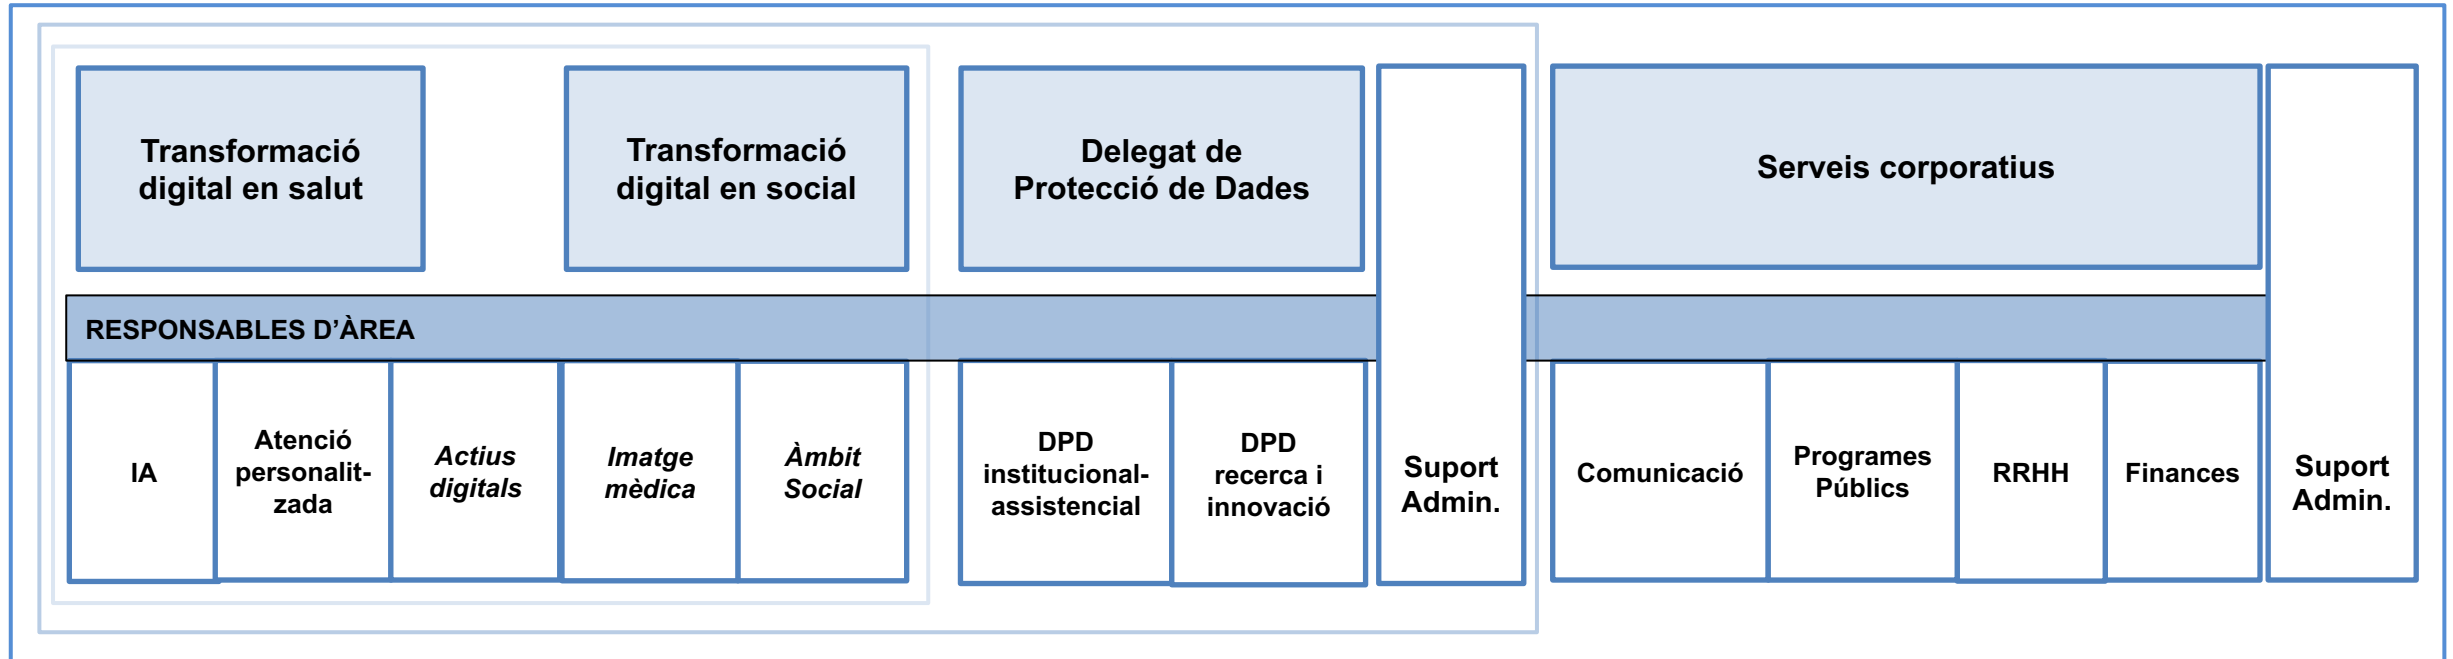 Transformació
digital en salut
Transformació
digital en social
Delegat de
Protecció de Dades
Serveis corporatius
RESPONSABLES D’ÀREA
IA
Atenció
personalit-
zada
Actius
digitals
Imatge
mèdica
Àmbit
Social
DPD
institucional-
assistencial
DPD
recerca i
innovació
Suport
Admin.
Comunicació
Programes
Públics
RRHH
Finances
Suport
Admin.